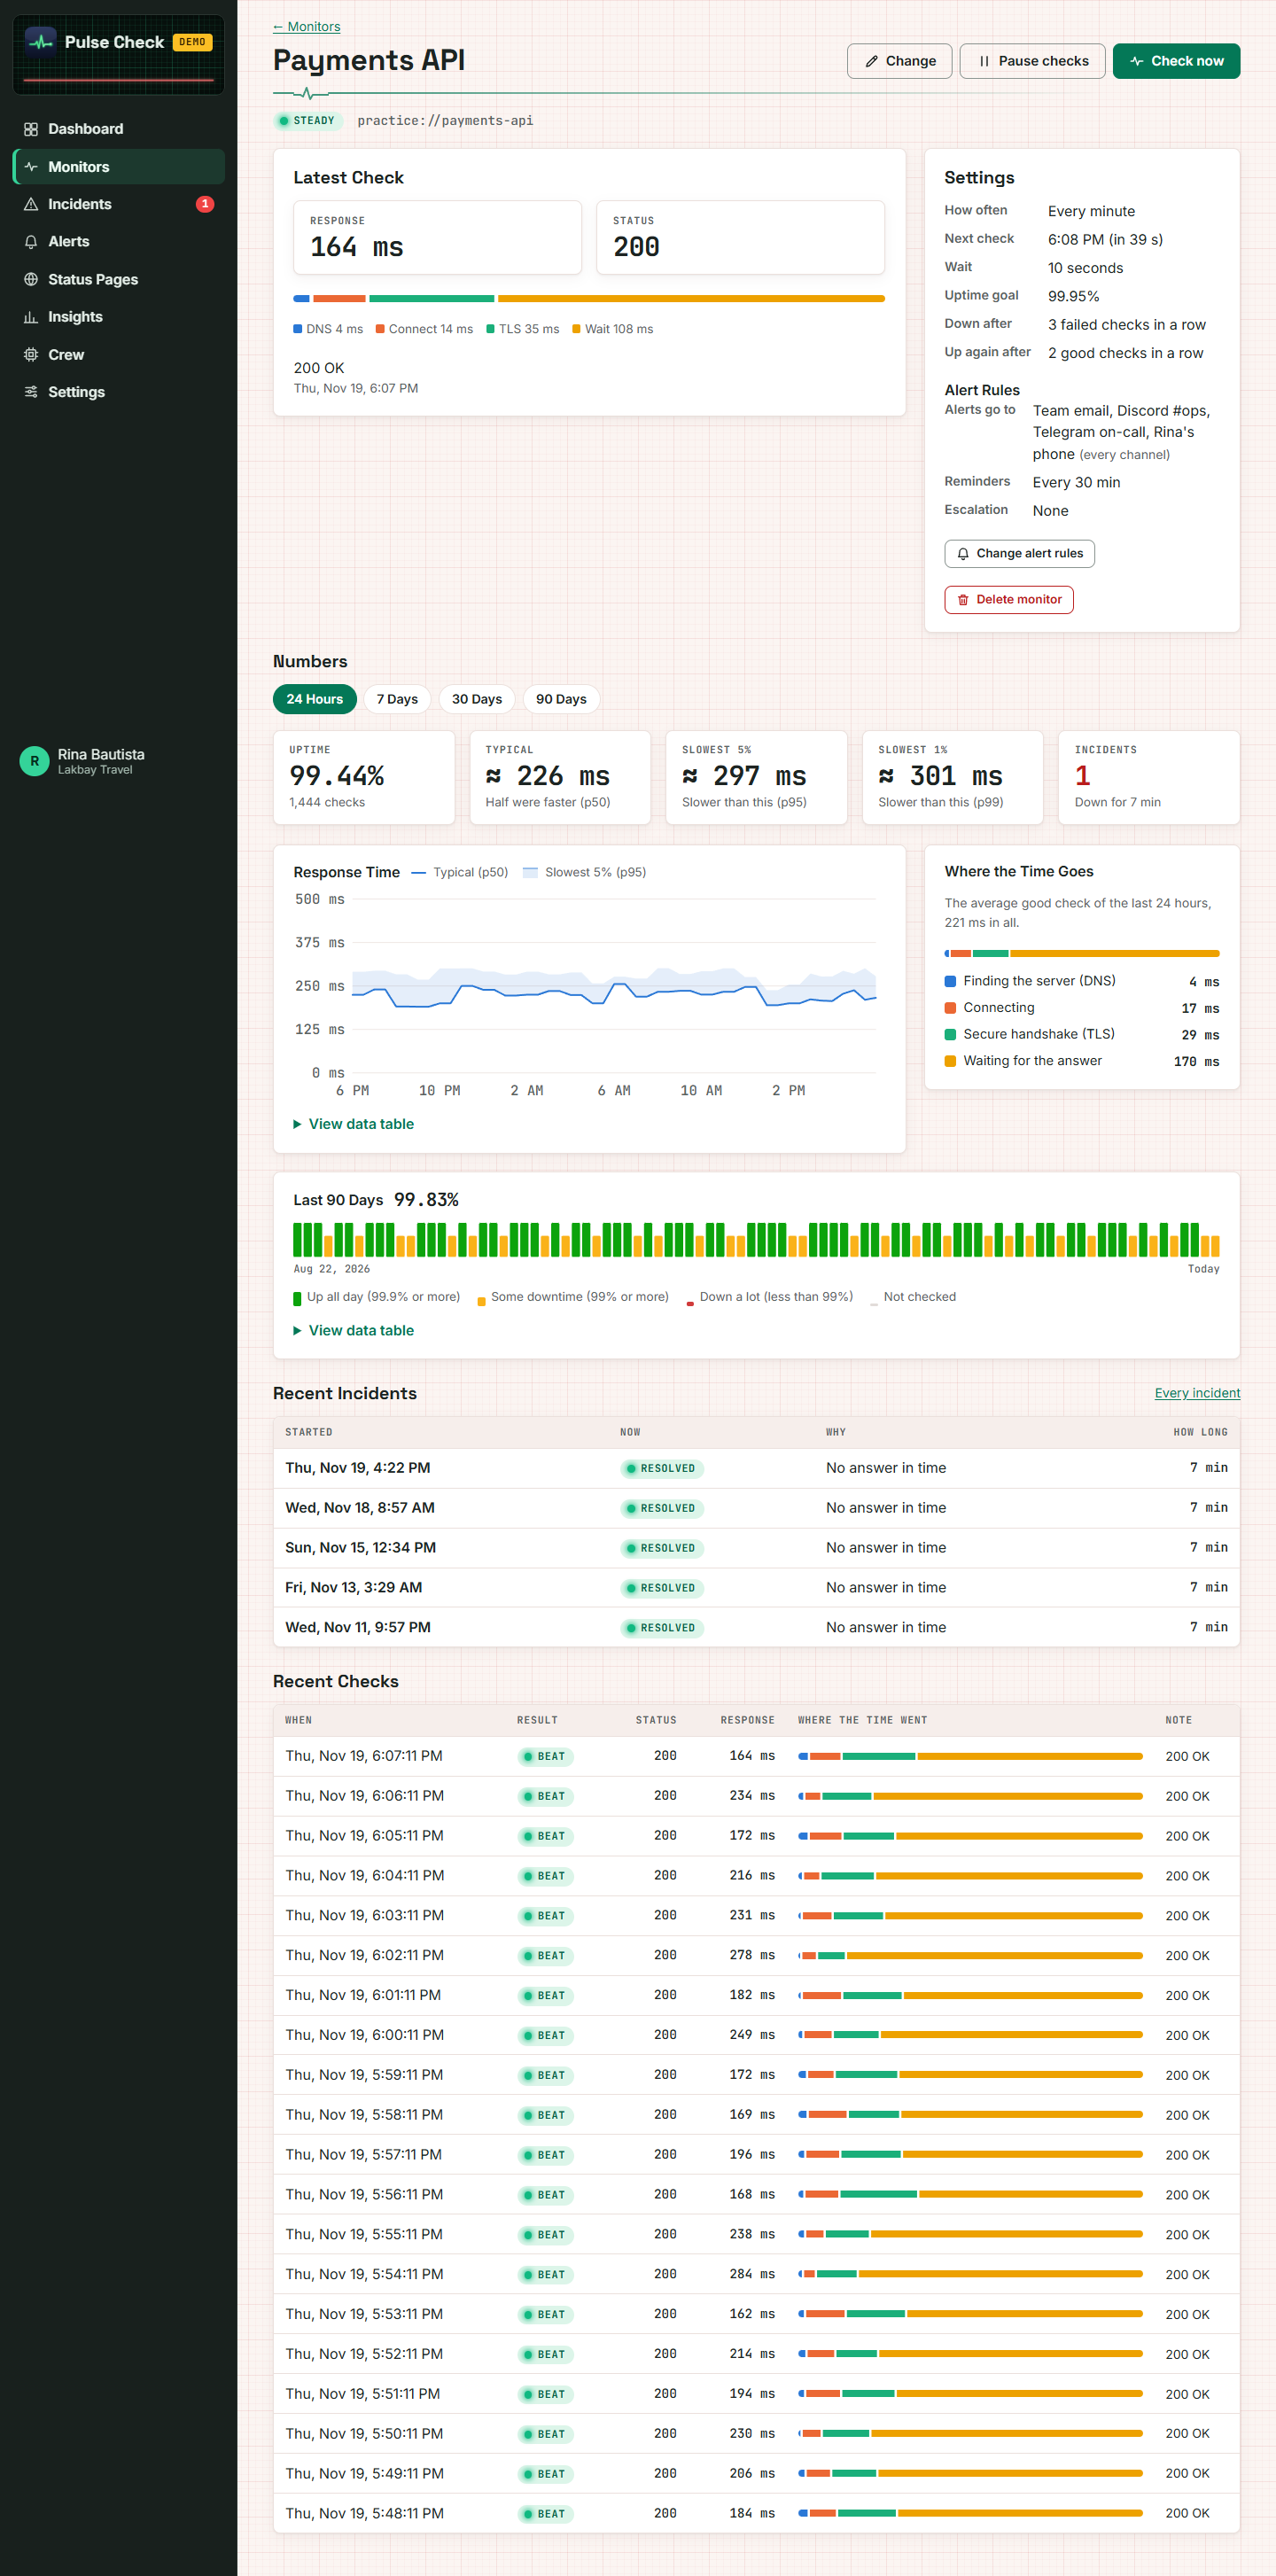 Pulse Check DEMO
Dashboard
Monitors
Incidents 1
Alerts
Status Pages
Insights
Crew
Settings
R Rina Bautista
Lakbay Travel
← Monitors
Payments API
Change
Pause checks
Check now
STEADY practice://payments-api
Latest Check
RESPONSE
164 ms
STATUS
200
DNS 4 ms Connect 14 ms TLS 35 ms Wait 108 ms
200 OK
Thu, Nov 19, 6:07 PM
Settings
How often Every minute
Next check 6:08 PM (in 39 s)
Wait 10 seconds
Uptime goal 99.95%
Down after 3 failed checks in a row
Up again after 2 good checks in a row
Alert Rules
Alerts go to Team email, Discord #ops,
Telegram on-call, Rina's
phone (every channel)
Reminders Every 30 min
Escalation None
Change alert rules
Delete monitor
Numbers
24 Hours 7 Days 30 Days 90 Days
UPTIME
99.44%
1,444 checks
TYPICAL
≈ 226 ms
Half were faster (p50)
SLOWEST 5%
≈ 297 ms
Slower than this (p95)
SLOWEST 1%
≈ 301 ms
Slower than this (p99)
INCIDENTS
1
Down for 7 min
Response Time Typical (p50) Slowest 5% (p95)
500 ms
375 ms
250 ms
125 ms
0 ms
6 PM 10 PM 2 AM 6 AM 10 AM 2 PM
▶ View data table
Where the Time Goes
The average good check of the last 24 hours,
221 ms in all.
Finding the server (DNS) 4 ms
Connecting 17 ms
Secure handshake (TLS) 29 ms
Waiting for the answer 170 ms
Last 90 Days 99.83%
Aug 22, 2026 Today
Up all day (99.9% or more) Some downtime (99% or more) Down a lot (less than 99%) Not checked
▶ View data table
Recent Incidents Every incident
STARTED NOW WHY HOW LONG
Thu, Nov 19, 4:22 PM RESOLVED No answer in time 7 min
Wed, Nov 18, 8:57 AM RESOLVED No answer in time 7 min
Sun, Nov 15, 12:34 PM RESOLVED No answer in time 7 min
Fri, Nov 13, 3:29 AM RESOLVED No answer in time 7 min
Wed, Nov 11, 9:57 PM RESOLVED No answer in time 7 min
Recent Checks
WHEN RESULT STATUS RESPONSE WHERE THE TIME WENT NOTE
Thu, Nov 19, 6:07:11 PM BEAT 200 164 ms 200 OK
Thu, Nov 19, 6:06:11 PM BEAT 200 234 ms 200 OK
Thu, Nov 19, 6:05:11 PM BEAT 200 172 ms 200 OK
Thu, Nov 19, 6:04:11 PM BEAT 200 216 ms 200 OK
Thu, Nov 19, 6:03:11 PM BEAT 200 231 ms 200 OK
Thu, Nov 19, 6:02:11 PM BEAT 200 278 ms 200 OK
Thu, Nov 19, 6:01:11 PM BEAT 200 182 ms 200 OK
Thu, Nov 19, 6:00:11 PM BEAT 200 249 ms 200 OK
Thu, Nov 19, 5:59:11 PM BEAT 200 172 ms 200 OK
Thu, Nov 19, 5:58:11 PM BEAT 200 169 ms 200 OK
Thu, Nov 19, 5:57:11 PM BEAT 200 196 ms 200 OK
Thu, Nov 19, 5:56:11 PM BEAT 200 168 ms 200 OK
Thu, Nov 19, 5:55:11 PM BEAT 200 238 ms 200 OK
Thu, Nov 19, 5:54:11 PM BEAT 200 284 ms 200 OK
Thu, Nov 19, 5:53:11 PM BEAT 200 162 ms 200 OK
Thu, Nov 19, 5:52:11 PM BEAT 200 214 ms 200 OK
Thu, Nov 19, 5:51:11 PM BEAT 200 194 ms 200 OK
Thu, Nov 19, 5:50:11 PM BEAT 200 230 ms 200 OK
Thu, Nov 19, 5:49:11 PM BEAT 200 206 ms 200 OK
Thu, Nov 19, 5:48:11 PM BEAT 200 184 ms 200 OK